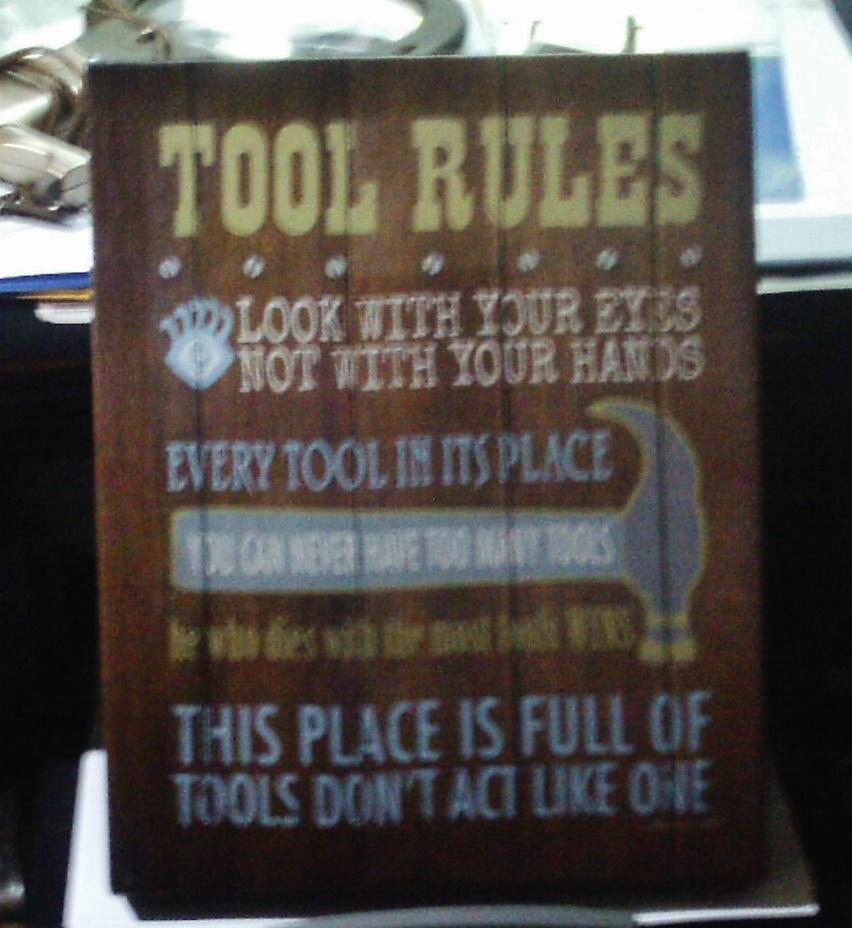 TOOL RULES
LOOK WITH YOUR EYES
NOT WITH YOUR HANDS
EVERY TOOL IN ITS PLACE
YOU CAN NEVER HAVE TOO MANY TOOLS
he who dies with the most tools WINS
THIS PLACE IS FULL OF
TOOLS DON'T ACT LIKE ONE